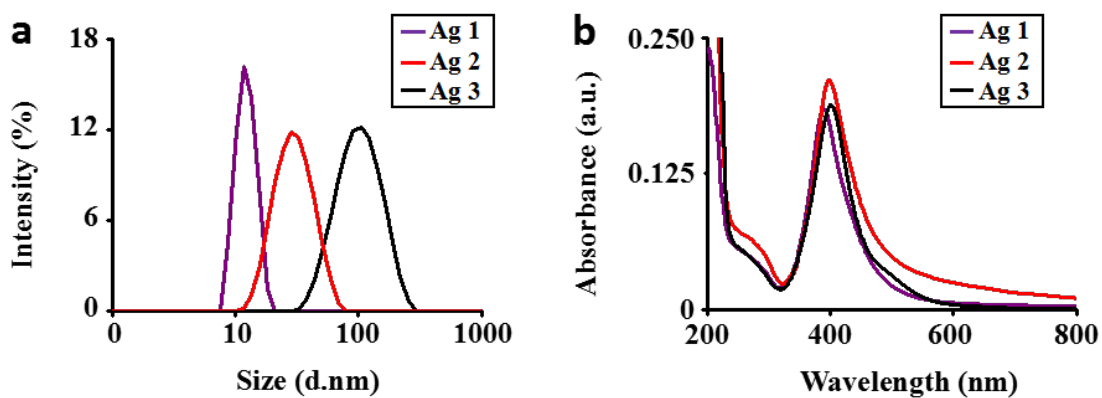 a
18
12
6
0
Intensity (%)
0 10 100 1000
Size (d.nm)
Ag 1
Ag 2
Ag 3
b
0.250
0.125
0
Absorbance (a.u.)
200 400 600 800
Wavelength (nm)
Ag 1
Ag 2
Ag 3